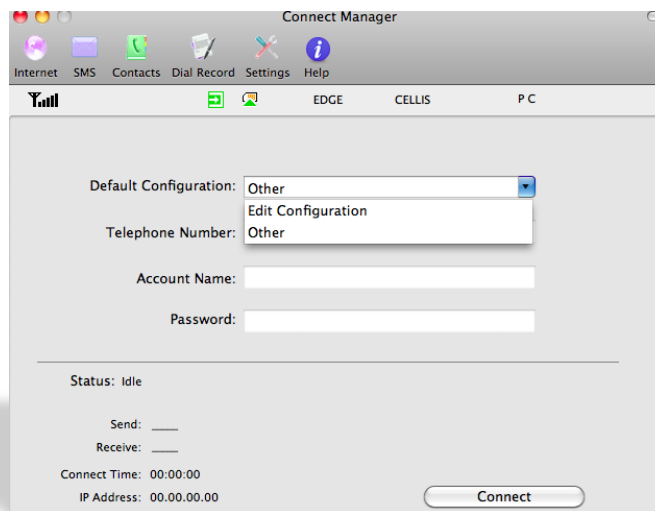 Connect Manager
Internet SMS Contacts Dial Record Settings Help
EDGE CELLIS P C
Default Configuration: Other
Edit Configuration
Telephone Number: Other
Account Name:
Password:
Status: Idle
Send:
Receive:
Connect Time: 00:00:00
IP Address: 00.00.00.00 Connect